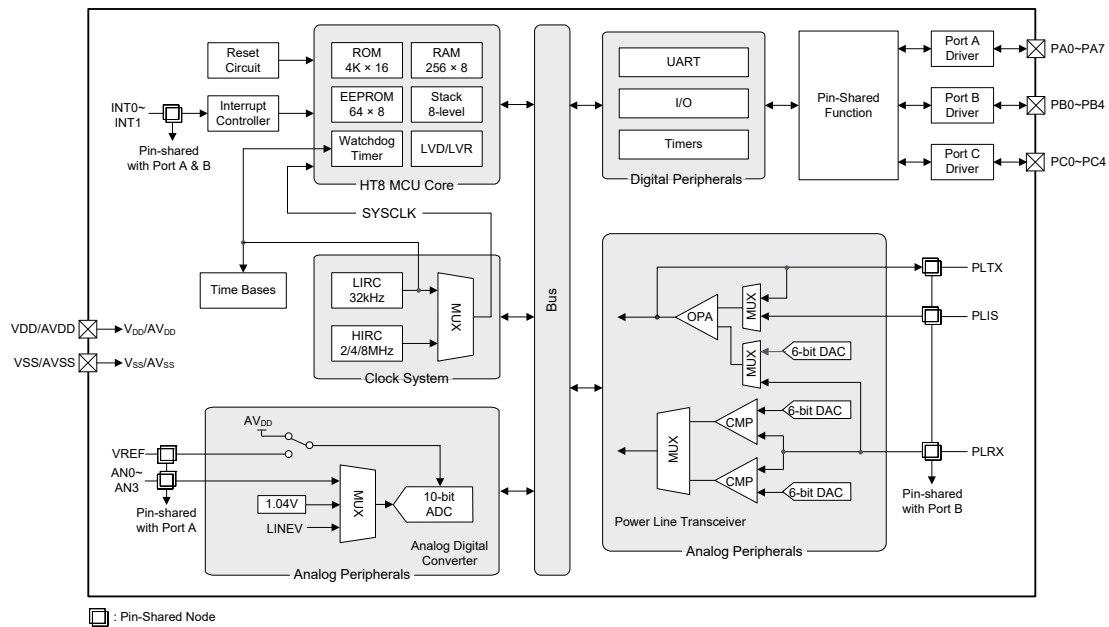 Reset
Circuit
INT0~
INT1
Interrupt
Controller
Pin-shared
with Port A & B
ROM
4K × 16
RAM
256 × 8
EEPROM
64 × 8
Stack
8-level
Watchdog
Timer
LVD/LVR
HT8 MCU Core
SYSCLK
Time Bases
LIRC
32kHz
HIRC
2/4/8MHz
MUX
Clock System
VDD/AVDD
VDD/AVDD
VSS/AVSS
VSS/AVSS
AVDD
VREF
AN0~
AN3
Pin-shared
with Port A
1.04V
LINEV
MUX
10-bit
ADC
Analog Digital
Converter
Analog Peripherals
Bus
UART
I/O
Timers
Digital Peripherals
Pin-Shared
Function
Port A
Driver
PA0~PA7
Port B
Driver
PB0~PB4
Port C
Driver
PC0~PC4
OPA
MUX
MUX
6-bit DAC
6-bit DAC
CMP
MUX
CMP
6-bit DAC
Power Line Transceiver
Analog Peripherals
PLTX
PLIS
PLRX
Pin-shared
with Port B
: Pin-Shared Node